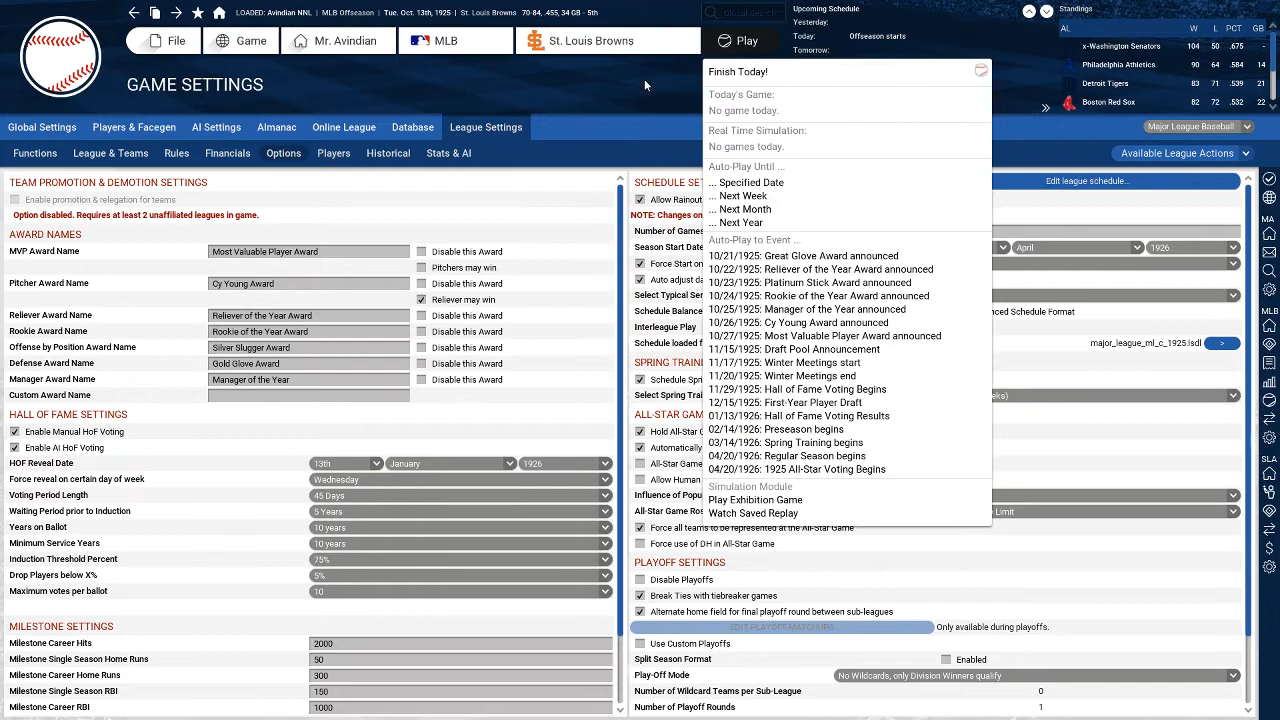 LOADED: Avindian NN | MLB Offseason | Tue. Oct. 13th, 1925 | St. Louis Browns 70-84, .455, 34 GB - 5th
Global Search
File
Game
Mr. Avindian
MLB
St. Louis Browns
Play
Upcoming Schedule
Yesterday:
Today: Offseason starts
Tomorrow:
Standings
AL W L PCT GB
x-Washington Senators 104 50 .675 -
Philadelphia Athletics 90 64 .584 14
Detroit Tigers 83 71 .539 21
Boston Red Sox 82 72 .532 22
GAME SETTINGS
Global Settings Players & Facegen AI Settings Almanac Online League Database League Settings
Major League Baseball
Functions League & Teams Rules Financials Options Players Historical Stats & AI
Available League Actions
Finish Today!
Today's Game:
No game today.
Real Time Simulation:
No games today.
Auto-Play Until ...
... Specified Date
... Next Week
... Next Month
... Next Year
Auto-Play to Event ...
10/21/1925: Great Glove Award announced
10/22/1925: Reliever of the Year Award announced
10/23/1925: Platinum Stick Award announced
10/24/1925: Rookie of the Year Award announced
10/25/1925: Manager of the Year announced
10/26/1925: Cy Young Award announced
10/27/1925: Most Valuable Player Award announced
11/15/1925: Draft Pool Announcement
11/17/1925: Winter Meetings start
11/20/1925: Winter Meetings end
11/29/1925: Hall of Fame Voting Begins
12/15/1925: First-Year Player Draft
01/13/1926: Hall of Fame Voting Results
02/14/1926: Preseason begins
03/14/1926: Spring Training begins
04/20/1926: Regular Season begins
04/20/1926: 1925 All-Star Voting Begins
Simulation Module
Play Exhibition Game
Watch Saved Replay
TEAM PROMOTION & DEMOTION SETTINGS
Enable promotion & relegation for teams
Option disabled. Requires at least 2 unaffiliated leagues in game.
AWARD NAMES
MVP Award Name Most Valuable Player Award Disable this Award
Pitchers may win
Pitcher Award Name Cy Young Award Disable this Award
Reliever may win
Reliever Award Name Reliever of the Year Award Disable this Award
Rookie Award Name Rookie of the Year Award Disable this Award
Offense by Position Award Name Silver Slugger Award Disable this Award
Defense Award Name Gold Glove Award Disable this Award
Manager Award Name Manager of the Year Disable this Award
Custom Award Name
HALL OF FAME SETTINGS
Enable Manual HoF Voting
Enable AI HoF Voting
HOF Reveal Date 13th January 1926
Force reveal on certain day of week Wednesday
Voting Period Length 45 Days
Waiting Period prior to Induction 5 Years
Years on Ballot 10 years
Minimum Service Years 10 years
Induction Threshold Percent 75%
Drop Players below X% 5%
Maximum votes per ballot 10
MILESTONE SETTINGS
Milestone Career Hits 2000
Milestone Single Season Home Runs 50
Milestone Career Home Runs 300
Milestone Single Season RBI 150
Milestone Career RBI 1000
SCHEDULE SET
Edit league schedule...
Allow Rainout
NOTE: Changes on
Number of Games
Season Start Date April 1926
Force Start on
Auto adjust da
Select Typical Ser
Schedule Balance nced Schedule Format
Interleague Play
Schedule loaded f major_league_ml_c_1925.lsdl >
SPRING TRAIN
Schedule Spri
Select Spring Train ks)
ALL-STAR GAM
Hold All-Star G
Automatically
All-Star Game
Allow Human
Influence of Popu
All-Star Game Ros Limit
Force all teams to be represented at the All-Star Game
Force use of DH in All-Star Game
PLAYOFF SETTINGS
Disable Playoffs
Break Ties with tiebreaker games
Alternate home field for final playoff round between sub-leagues
EDIT PLAYOFF MATCHUPS Only available during playoffs.
Use Custom Playoffs
Split Season Format Enabled
Play-Off Mode No Wildcards, only Division Winners qualify
Number of Wildcard Teams per Sub-League 0
Number of Playoff Rounds 1
MA
MLB
SLA